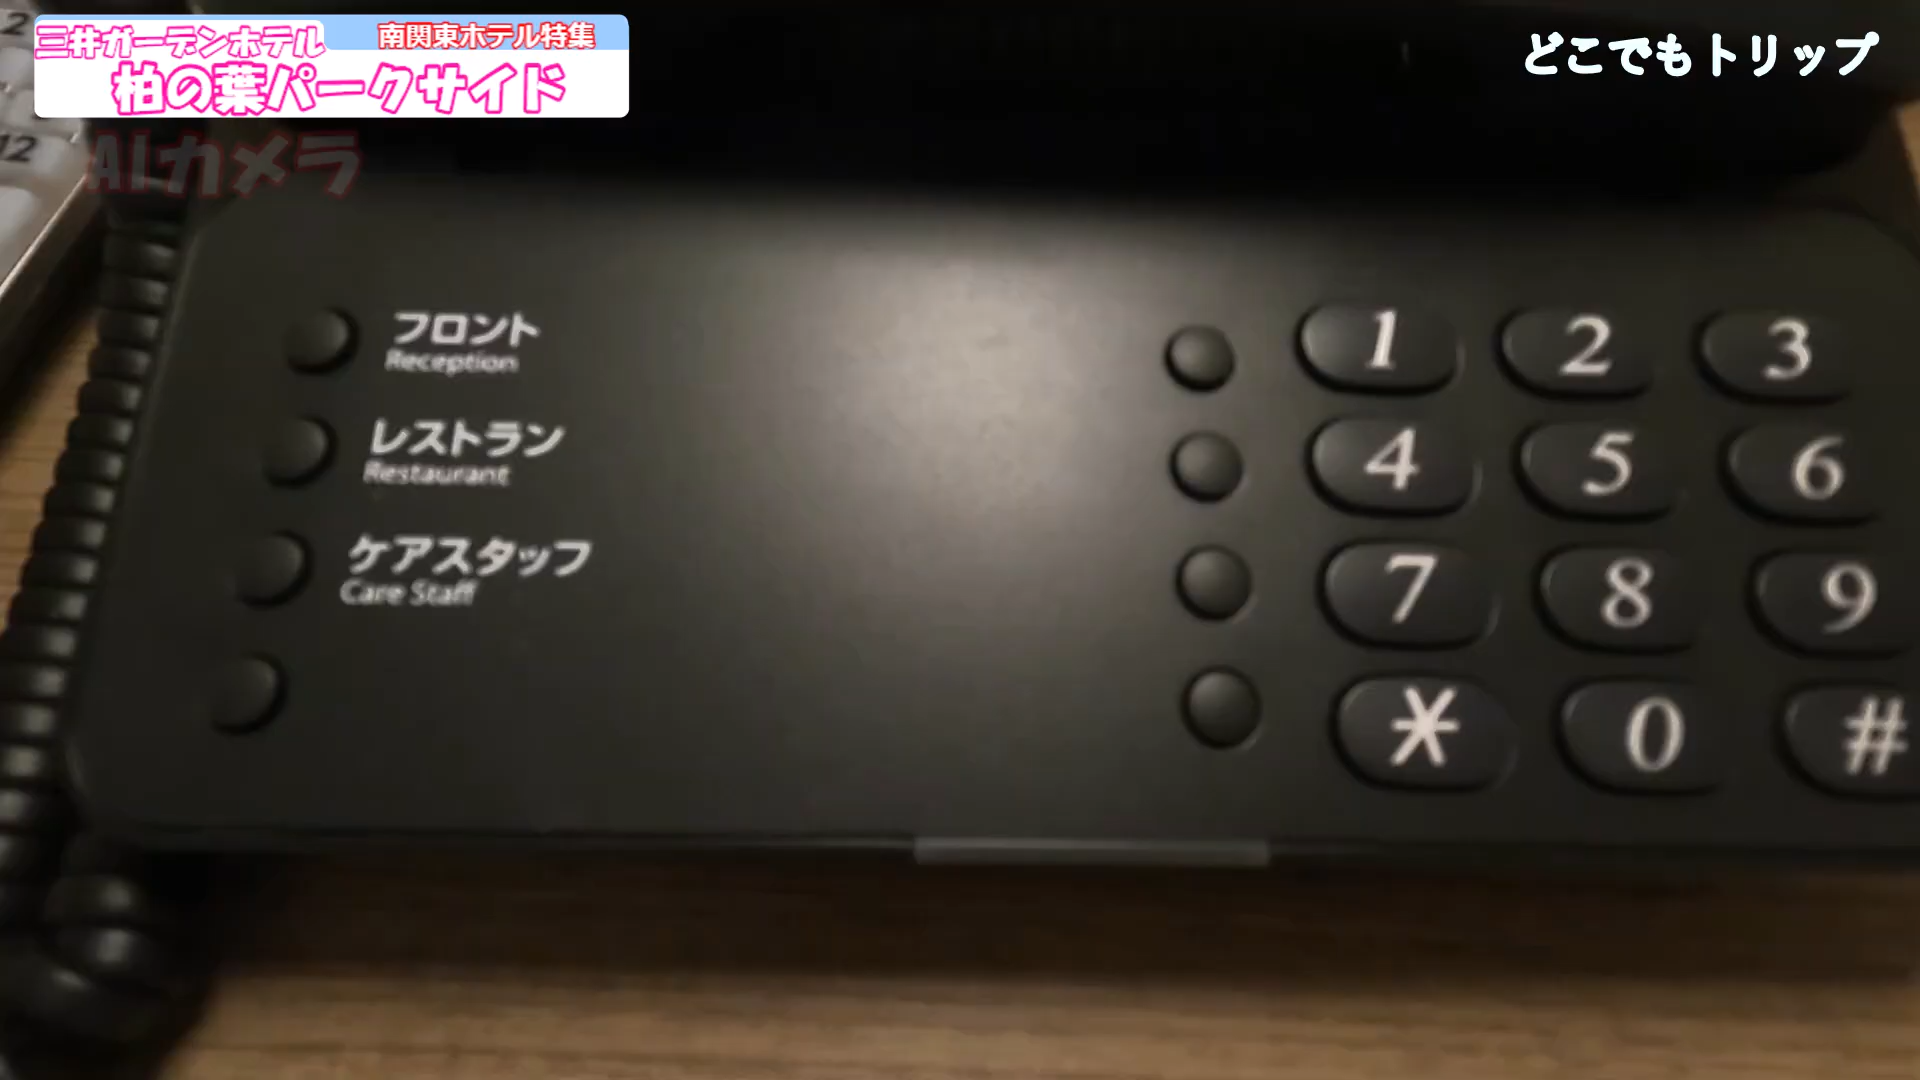 三井ガーデンホテル
南関東ホテル特集
柏の葉パークサイド
どこでもトリップ
AIカメラ
2
12
フロント
Reception
レストラン
Restaurant
ケアスタッフ
Care Staff
1 2 3
4 5 6
7 8 9
* 0 #